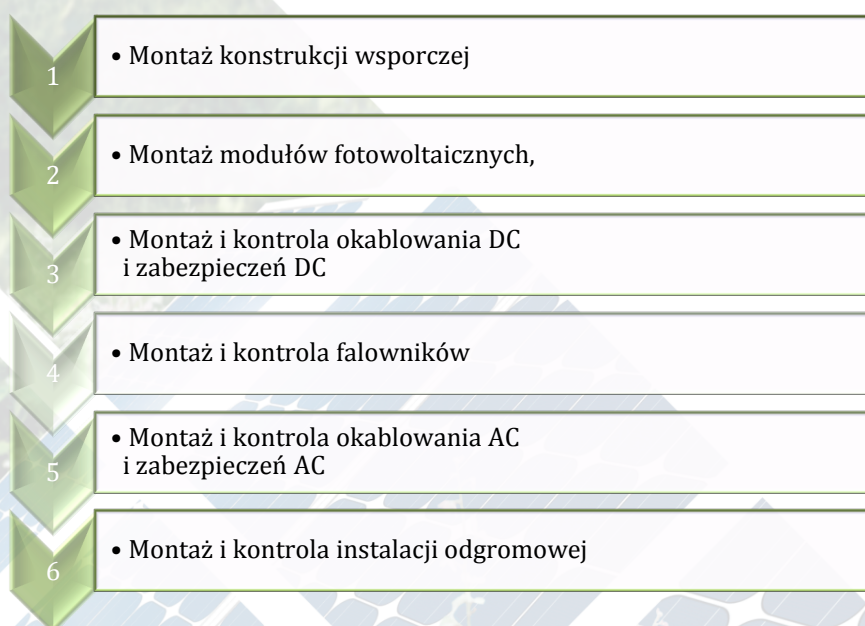 1
• Montaż konstrukcji wsporczej
2
• Montaż modułów fotowoltaicznych,
3
• Montaż i kontrola okablowania DC
i zabezpieczeń DC
4
• Montaż i kontrola falowników
5
• Montaż i kontrola okablowania AC
i zabezpieczeń AC
6
• Montaż i kontrola instalacji odgromowej